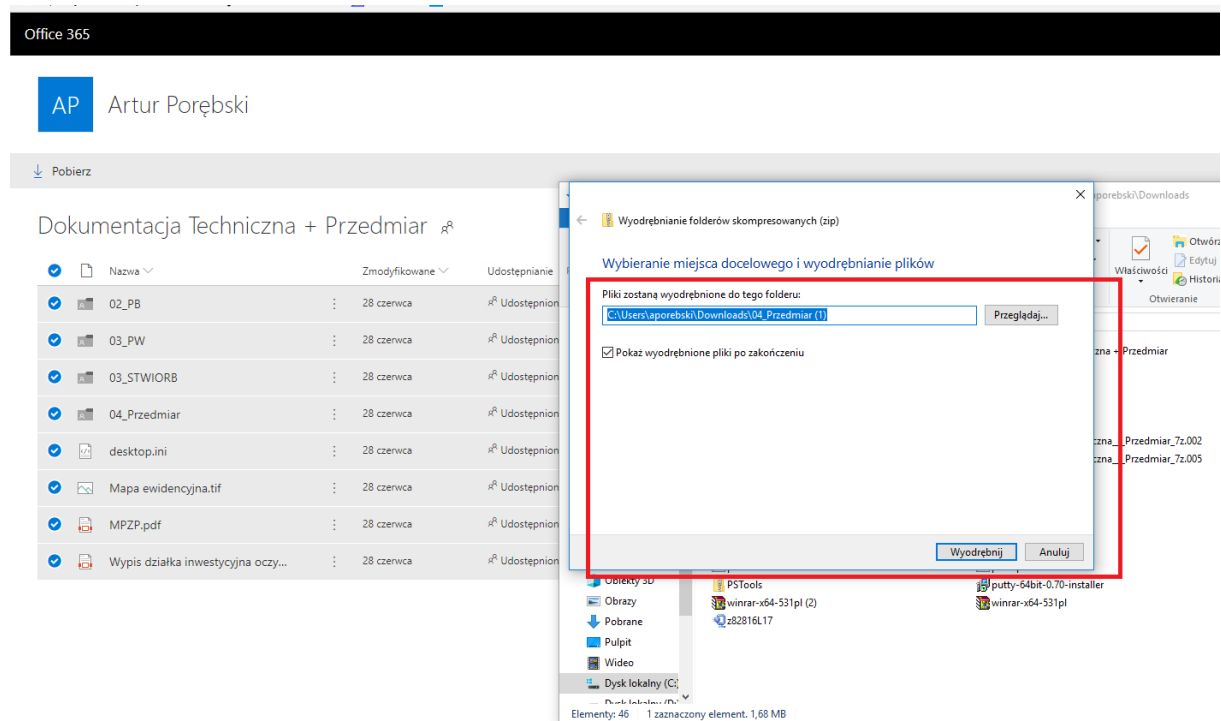 Office 365
AP Artur Porębski
Pobierz
Dokumentacja Techniczna + Przedmiar
Nazwa Zmodyfikowane Udostępnianie
02_PB 28 czerwca Udostępnion
03_PW 28 czerwca Udostępnion
03_STWIORB 28 czerwca Udostępnion
04_Przedmiar 28 czerwca Udostępnion
desktop.ini 28 czerwca Udostępnion
Mapa ewidencyjna.tif 28 czerwca Udostępnion
MPZP.pdf 28 czerwca Udostępnion
Wypis działka inwestycyjna oczy... 28 czerwca Udostępnion
porebski\Downloads
Wyodrębnianie folderów skompresowanych (zip)
Wybieranie miejsca docelowego i wyodrębnianie plików
Pliki zostaną wyodrębnione do tego folderu:
C:\Users\aporebski\Downloads\04_Przedmiar (1)
Przeglądaj...
Pokaż wyodrębnione pliki po zakończeniu
Wyodrębnij Anuluj
Właściwości
Otwórz
Edytuj
Historia
Otwieranie
zna + Przedmiar
czna__Przedmiar_7z.002
czna__Przedmiar_7z.005
Obiekty 3D
Obrazy
Pobrane
Pulpit
Wideo
Dysk lokalny (C:)
PSTools
winrar-x64-531pl (2)
z82816L17
putty-64bit-0.70-installer
winrar-x64-531pl
Elementy: 46 1 zaznaczony element. 1,68 MB